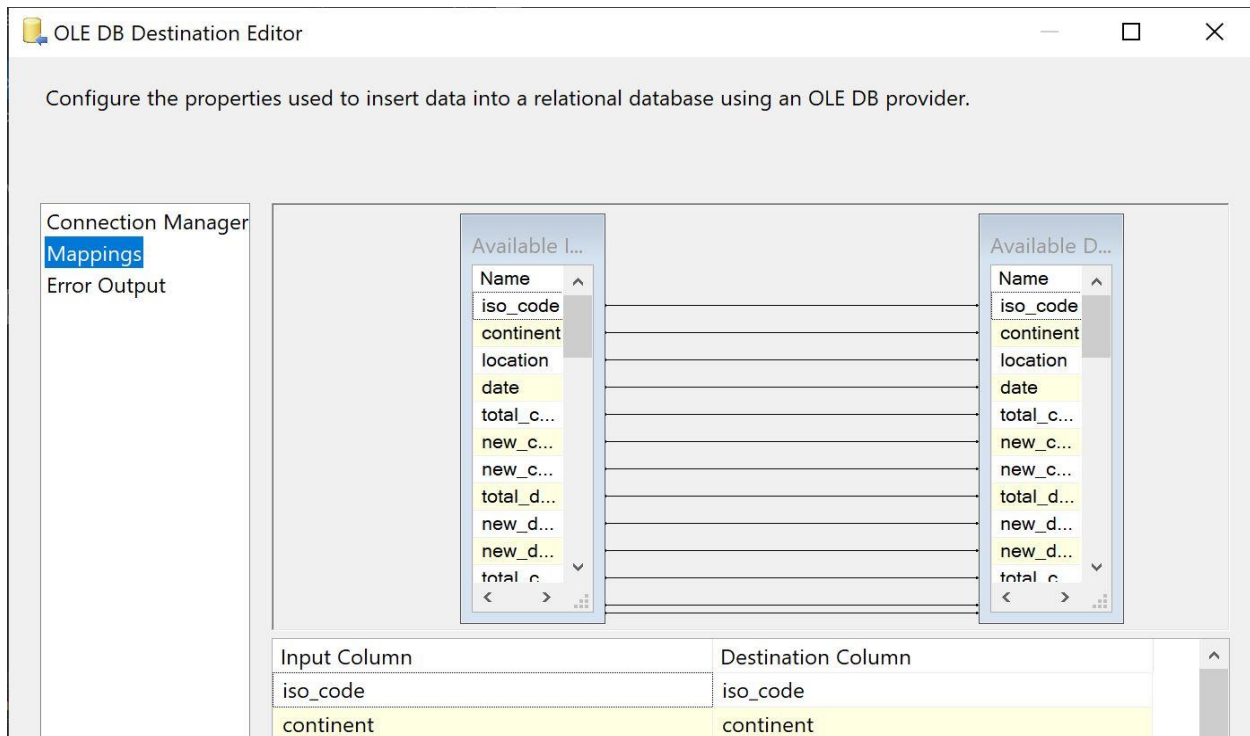 OLE DB Destination Editor
Configure the properties used to insert data into a relational database using an OLE DB provider.
Connection Manager
Mappings
Error Output
Available I...
Name
iso_code
continent
location
date
total_c...
new_c...
new_c...
total_d...
new_d...
new_d...
total_c
Available D...
Name
iso_code
continent
location
date
total_c...
new_c...
new_c...
total_d...
new_d...
new_d...
total_c
Input Column Destination Column
iso_code iso_code
continent continent